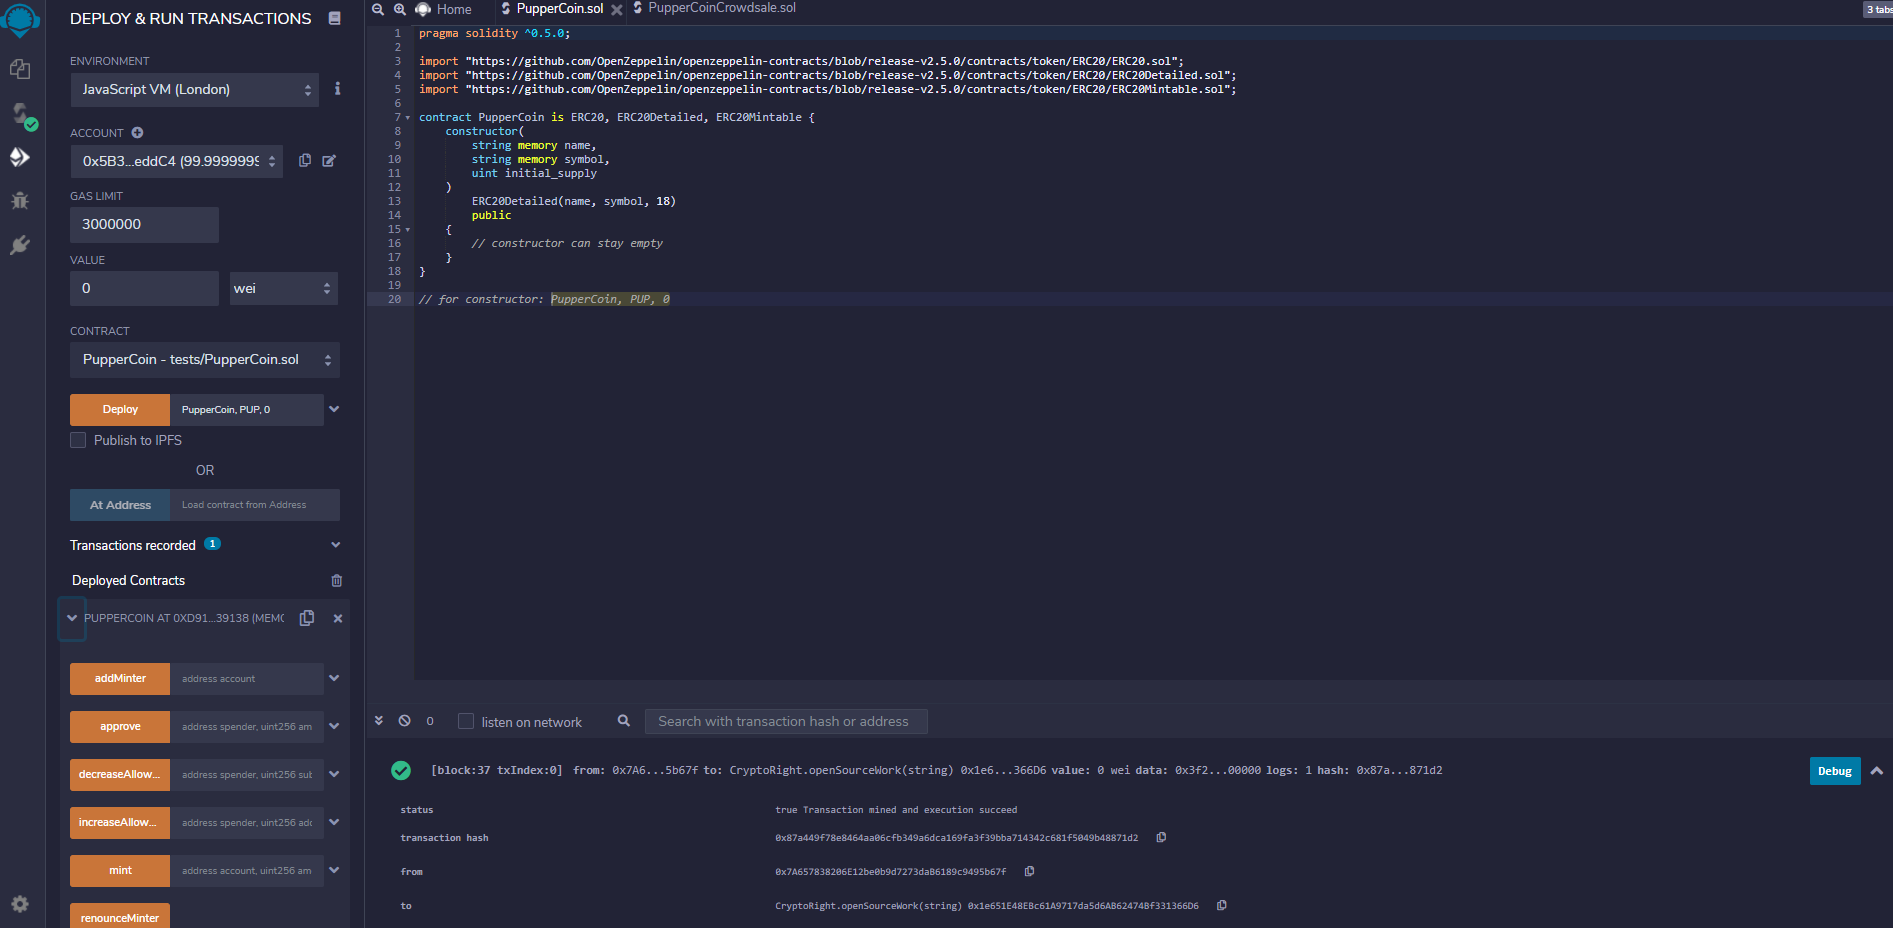 DEPLOY & RUN TRANSACTIONS
ENVIRONMENT
JavaScript VM (London)
ACCOUNT
0x5B3...eddC4 (99.9999999
GAS LIMIT
3000000
VALUE
0
wei
CONTRACT
PupperCoin - tests/PupperCoin.sol
Deploy
PupperCoin, PUP, 0
Publish to IPFS
OR
At Address
Load contract from Address
Transactions recorded 1
Deployed Contracts
PUPPERCOIN AT 0XD91...39138 (MEMO
addMinter
address account
approve
address spender, uint256 am
decreaseAllow...
address spender, uint256 sub
increaseAllow...
address spender, uint256 adc
mint
address account, uint256 am
renounceMinter
Home
PupperCoin.sol
PupperCoinCrowdsale.sol
3 tabs
1 pragma solidity ^0.5.0;
2
3 import "https://github.com/OpenZeppelin/openzeppelin-contracts/blob/release-v2.5.0/contracts/token/ERC20/ERC20.sol";
4 import "https://github.com/OpenZeppelin/openzeppelin-contracts/blob/release-v2.5.0/contracts/token/ERC20/ERC20Detailed.sol";
5 import "https://github.com/OpenZeppelin/openzeppelin-contracts/blob/release-v2.5.0/contracts/token/ERC20/ERC20Mintable.sol";
6
7 contract PupperCoin is ERC20, ERC20Detailed, ERC20Mintable {
8 constructor(
9 string memory name,
10 string memory symbol,
11 uint initial_supply
12 )
13 ERC20Detailed(name, symbol, 18)
14 public
15 {
16 // constructor can stay empty
17 }
18 }
19
20 // for constructor: PupperCoin, PUP, 0
0
listen on network
Search with transaction hash or address
[block:37 txIndex:0] from: 0x7A6...5b67f to: CryptoRight.openSourceWork(string) 0x1e6...366D6 value: 0 wei data: 0x3f2...00000 logs: 1 hash: 0x87a...871d2
Debug
status
true Transaction mined and execution succeed
transaction hash
0x87a449f78e8464aa06cfb349a6dca169fa3f39bba714342c681f5049b48871d2
from
0x7A657838206E12be0b9d7273daB6189c9495b67f
to
CryptoRight.openSourceWork(string) 0x1e651E48EBc61A9717da5d6AB62474Bf331366D6